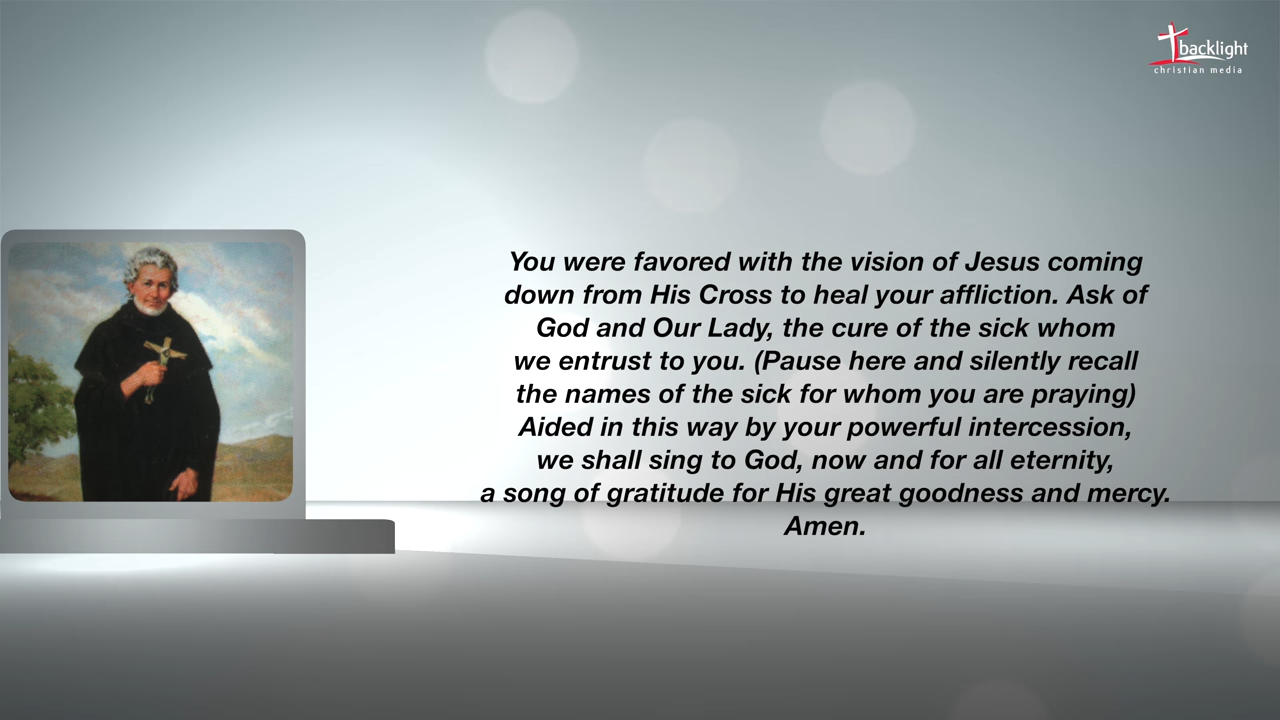 backlight
christian media
You were favored with the vision of Jesus coming
down from His Cross to heal your affliction. Ask of
God and Our Lady, the cure of the sick whom
we entrust to you. (Pause here and silently recall
the names of the sick for whom you are praying)
Aided in this way by your powerful intercession,
we shall sing to God, now and for all eternity,
a song of gratitude for His great goodness and mercy.
Amen.